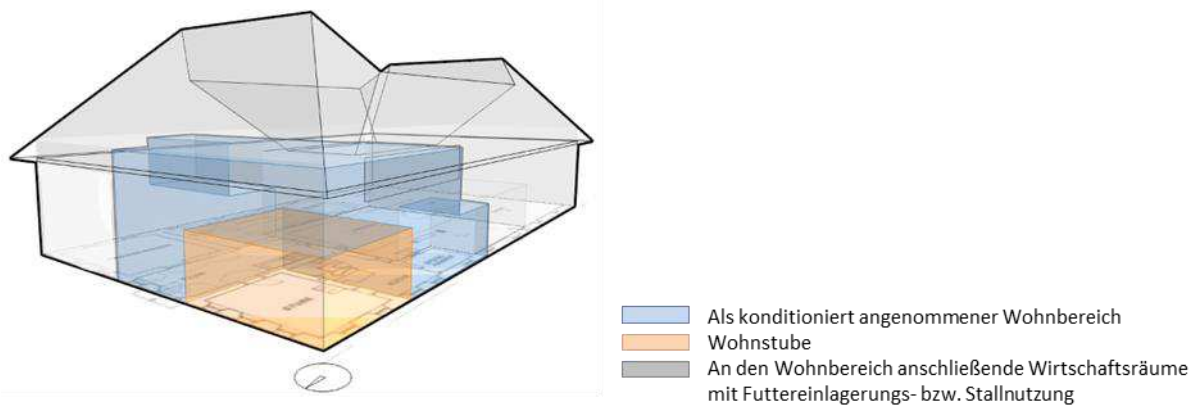 Als konditioniert angenommener Wohnbereich
Wohnstube
An den Wohnbereich anschließende Wirtschaftsräume
mit Futtereinlagerungs- bzw. Stallnutzung